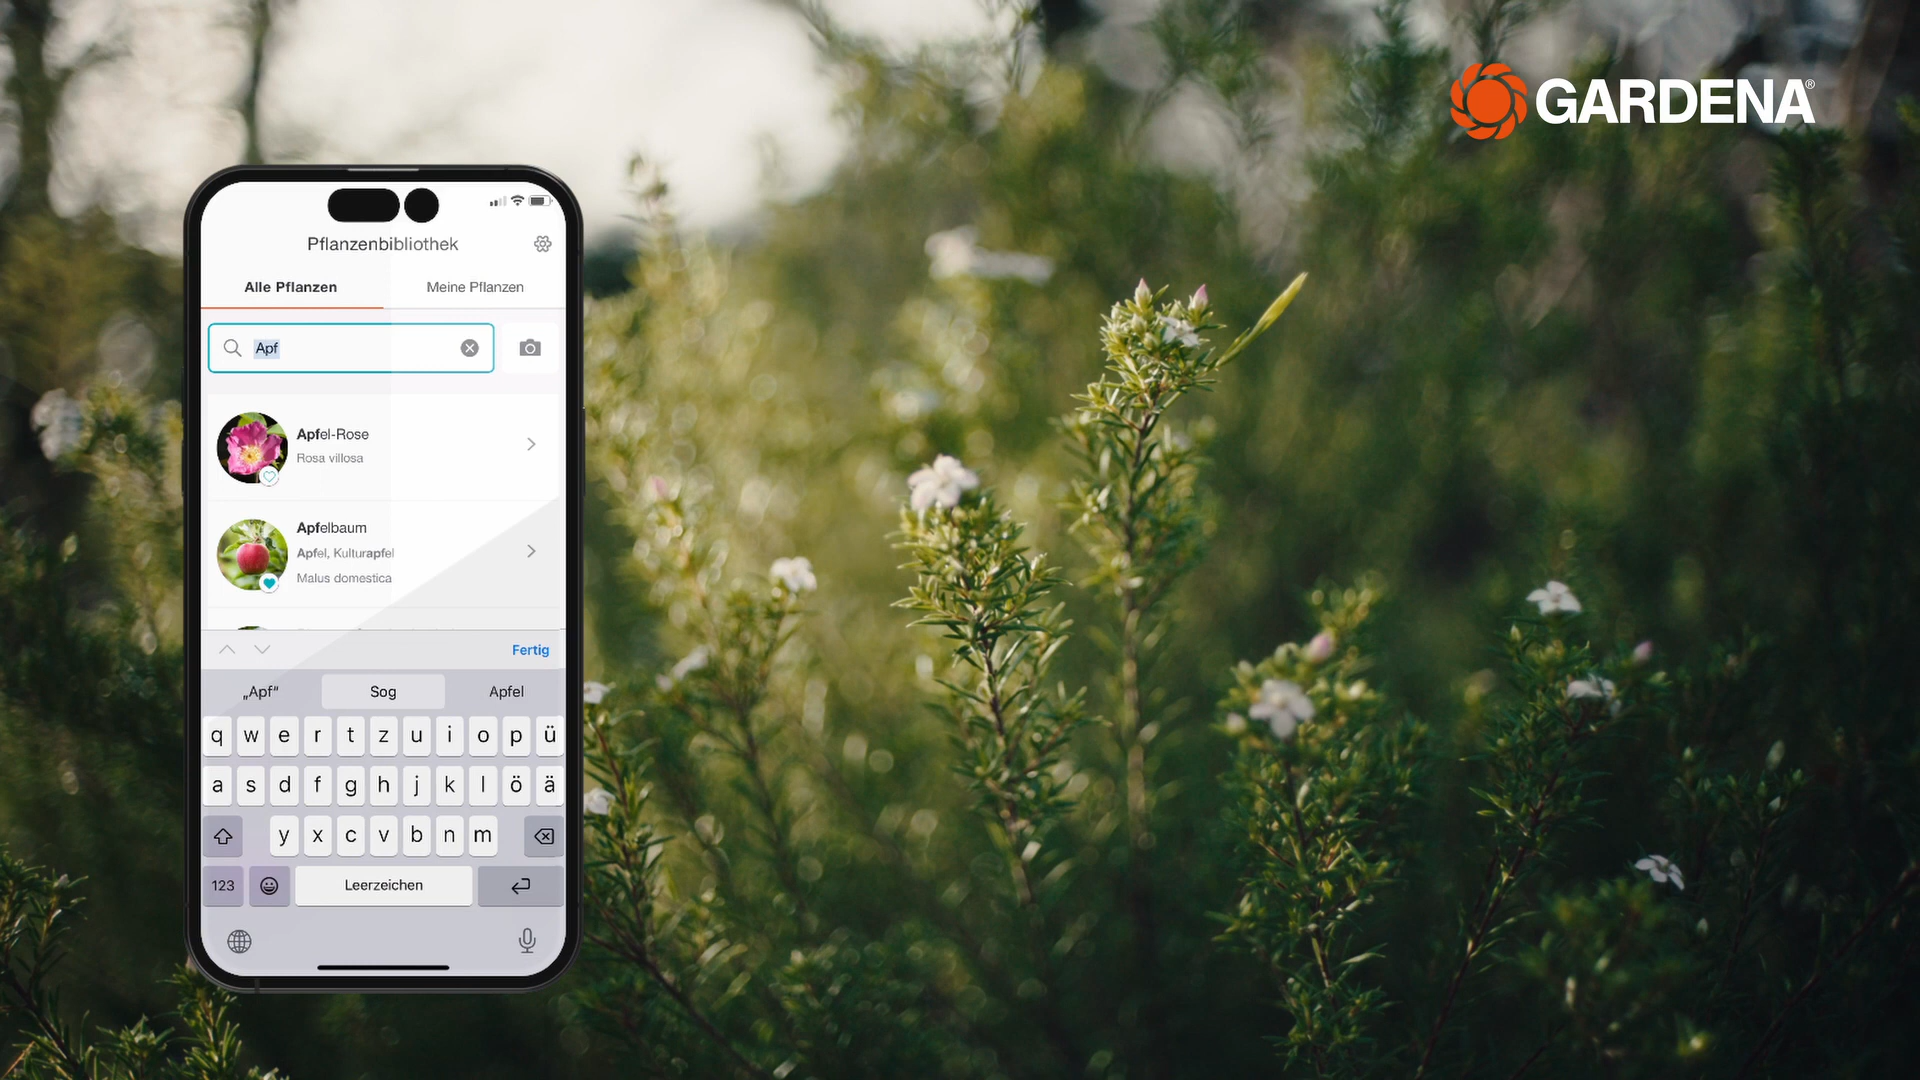 GARDENA®
Pflanzenbibliothek
Alle Pflanzen
Meine Pflanzen
Apf
Apfel-Rose
Rosa villosa
Apfelbaum
Apfel, Kulturapfel
Malus domestica
Fertig
„Apf“
Sog
Apfel
q w e r t z u i o p ü
a s d f g h j k l ö ä
y x c v b n m
123
Leerzeichen